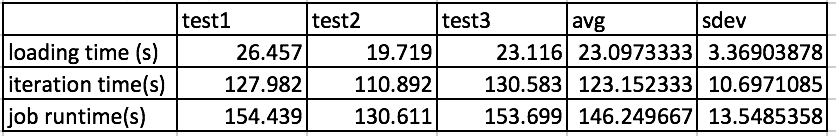 test1 test2 test3 avg sdev
loading time (s) 26.457 19.719 23.116 23.0973333 3.36903878
iteration time(s) 127.982 110.892 130.583 123.152333 10.6971085
job runtime(s) 154.439 130.611 153.699 146.249667 13.5485358